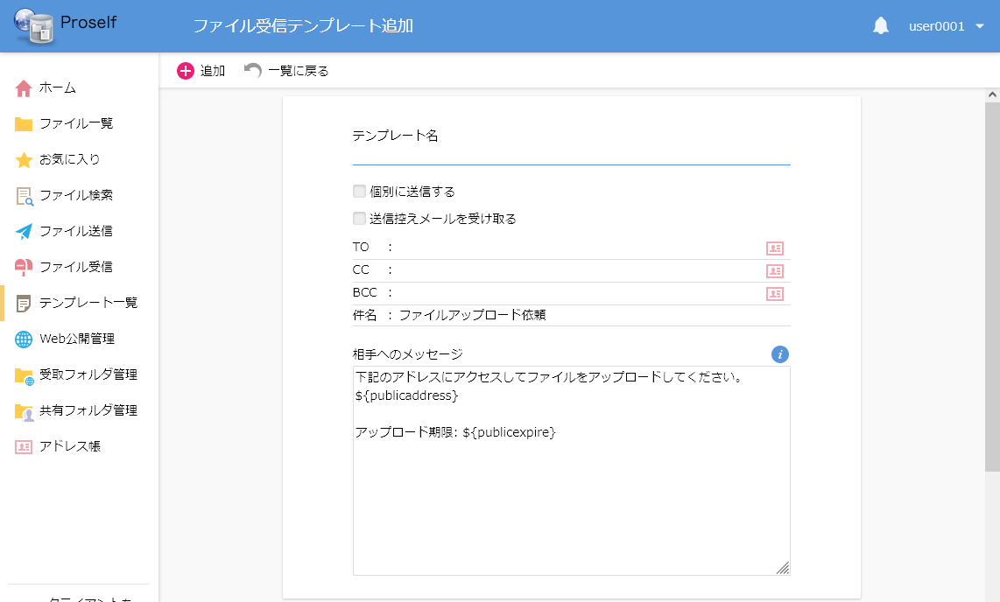 Proself
ファイル受信テンプレート追加
user0001
追加
一覧に戻る
ホーム
ファイル一覧
お気に入り
ファイル検索
ファイル送信
ファイル受信
テンプレート一覧
Web公開管理
受取フォルダ管理
共有フォルダ管理
アドレス帳
テンプレート名
個別に送信する
送信控えメールを受け取る
TO :
CC :
BCC :
件名 : ファイルアップロード依頼
相手へのメッセージ
下記のアドレスにアクセスしてファイルをアップロードしてください。
${publicaddress}
アップロード期限: ${publicexpire}